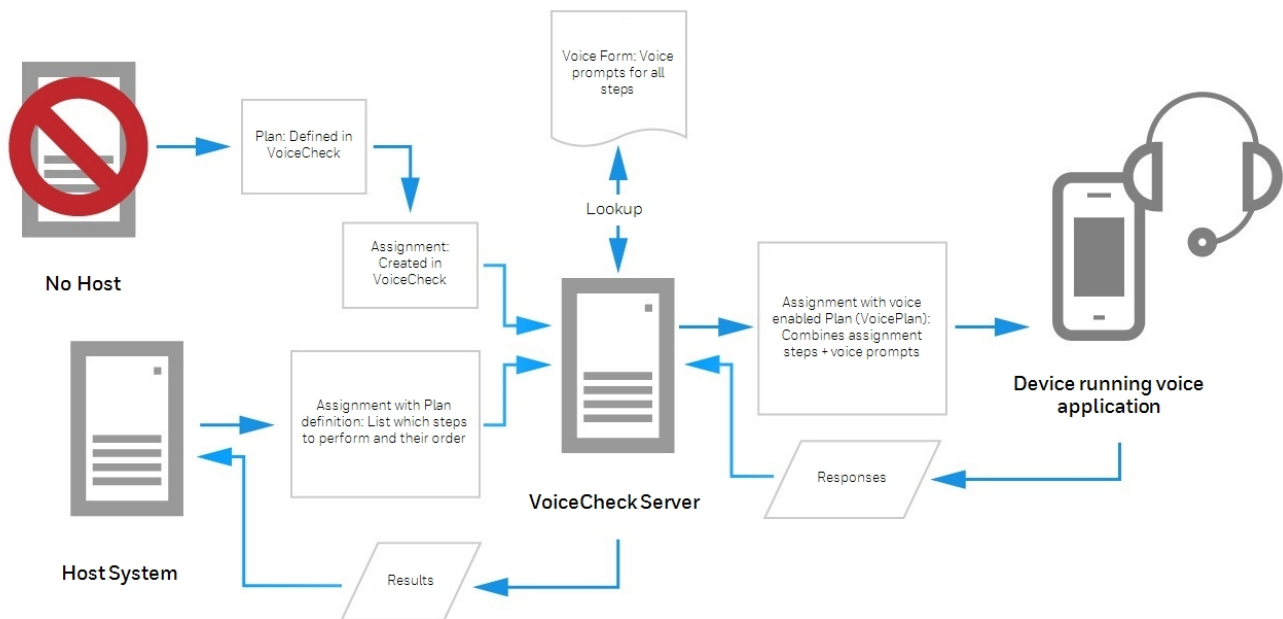 Voice Form: Voice
prompts for all
steps
Plan: Defined in
VoiceCheck
Lookup
Assignment:
Created in
VoiceCheck
No Host
Assignment with voice
enabled Plan (VoicePlan):
Combines assignment
steps + voice prompts
Device running voice
application
Assignment with Plan
definition: List which steps
to perform and their order
Responses
VoiceCheck Server
Host System
Results